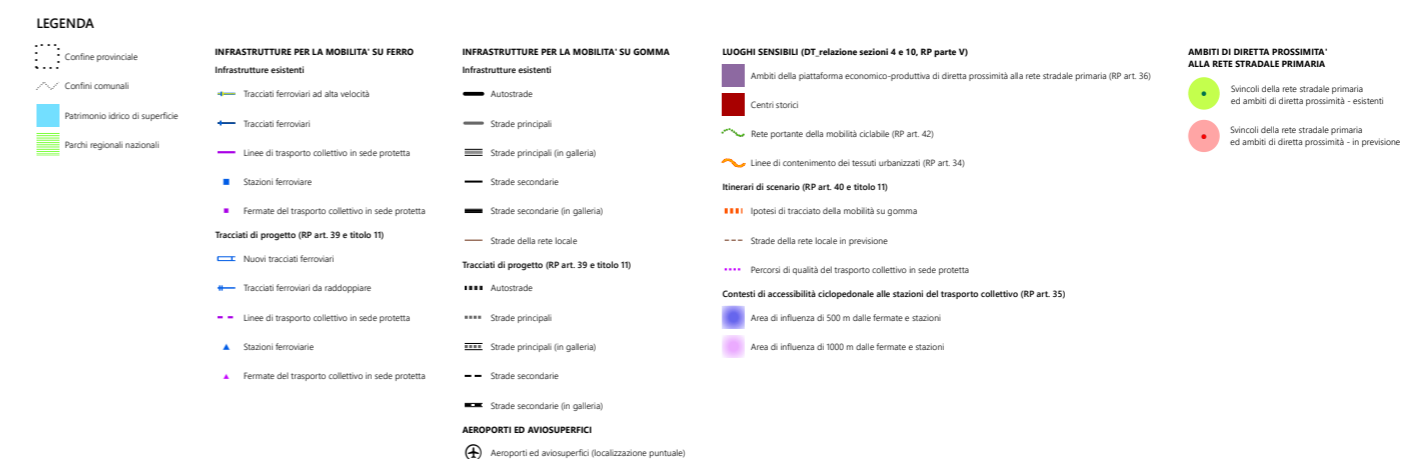 LEGENDA
Confine provinciale
Confini comunali
Patrimonio idrico di superficie
Parchi regionali nazionali
INFRASTRUTTURE PER LA MOBILITA' SU FERRO
Infrastrutture esistenti
Tracciati ferroviari ad alta velocità
Tracciati ferroviari
Linee di trasporto collettivo in sede protetta
Stazioni ferroviare
Fermate del trasporto collettivo in sede protetta
Tracciati di progetto (RP art. 39 e titolo 11)
Nuovi tracciati ferroviari
Tracciati ferroviari da raddoppiare
Linee di trasporto collettivo in sede protetta
Stazioni ferroviarie
Fermate del trasporto collettivo in sede protetta
INFRASTRUTTURE PER LA MOBILITA' SU GOMMA
Infrastrutture esistenti
Autostrade
Strade principali
Strade principali (in galleria)
Strade secondarie
Strade secondarie (in galleria)
Strade della rete locale
Tracciati di progetto (RP art. 39 e titolo 11)
Autostrade
Strade principali
Strade principali (in galleria)
Strade secondarie
Strade secondarie (in galleria)
AEROPORTI ED AVIOSUPERFICI
Aeroporti ed aviosuperfici (localizzazione puntuale)
LUOGHI SENSIBILI (DT_relazione sezioni 4 e 10, RP parte V)
Ambiti della piattaforma economico-produttiva di diretta prossimità alla rete stradale primaria (RP art. 36)
Centri storici
Rete portante della mobilità ciclabile (RP art. 42)
Linee di contenimento dei tessuti urbanizzati (RP art. 34)
Itinerari di scenario (RP art. 40 e titolo 11)
Ipotesi di tracciato della mobilità su gomma
Strade della rete locale in previsione
Percorsi di qualità del trasporto collettivo in sede protetta
Contesti di accessibilità ciclopedonale alle stazioni del trasporto collettivo (RP art. 35)
Area di influenza di 500 m dalle fermate e stazioni
Area di influenza di 1000 m dalle fermate e stazioni
AMBITI DI DIRETTA PROSSIMITA'
ALLA RETE STRADALE PRIMARIA
Svincoli della rete stradale primaria
ed ambiti di diretta prossimità - esistenti
Svincoli della rete stradale primaria
ed ambiti di diretta prossimità - in previsione